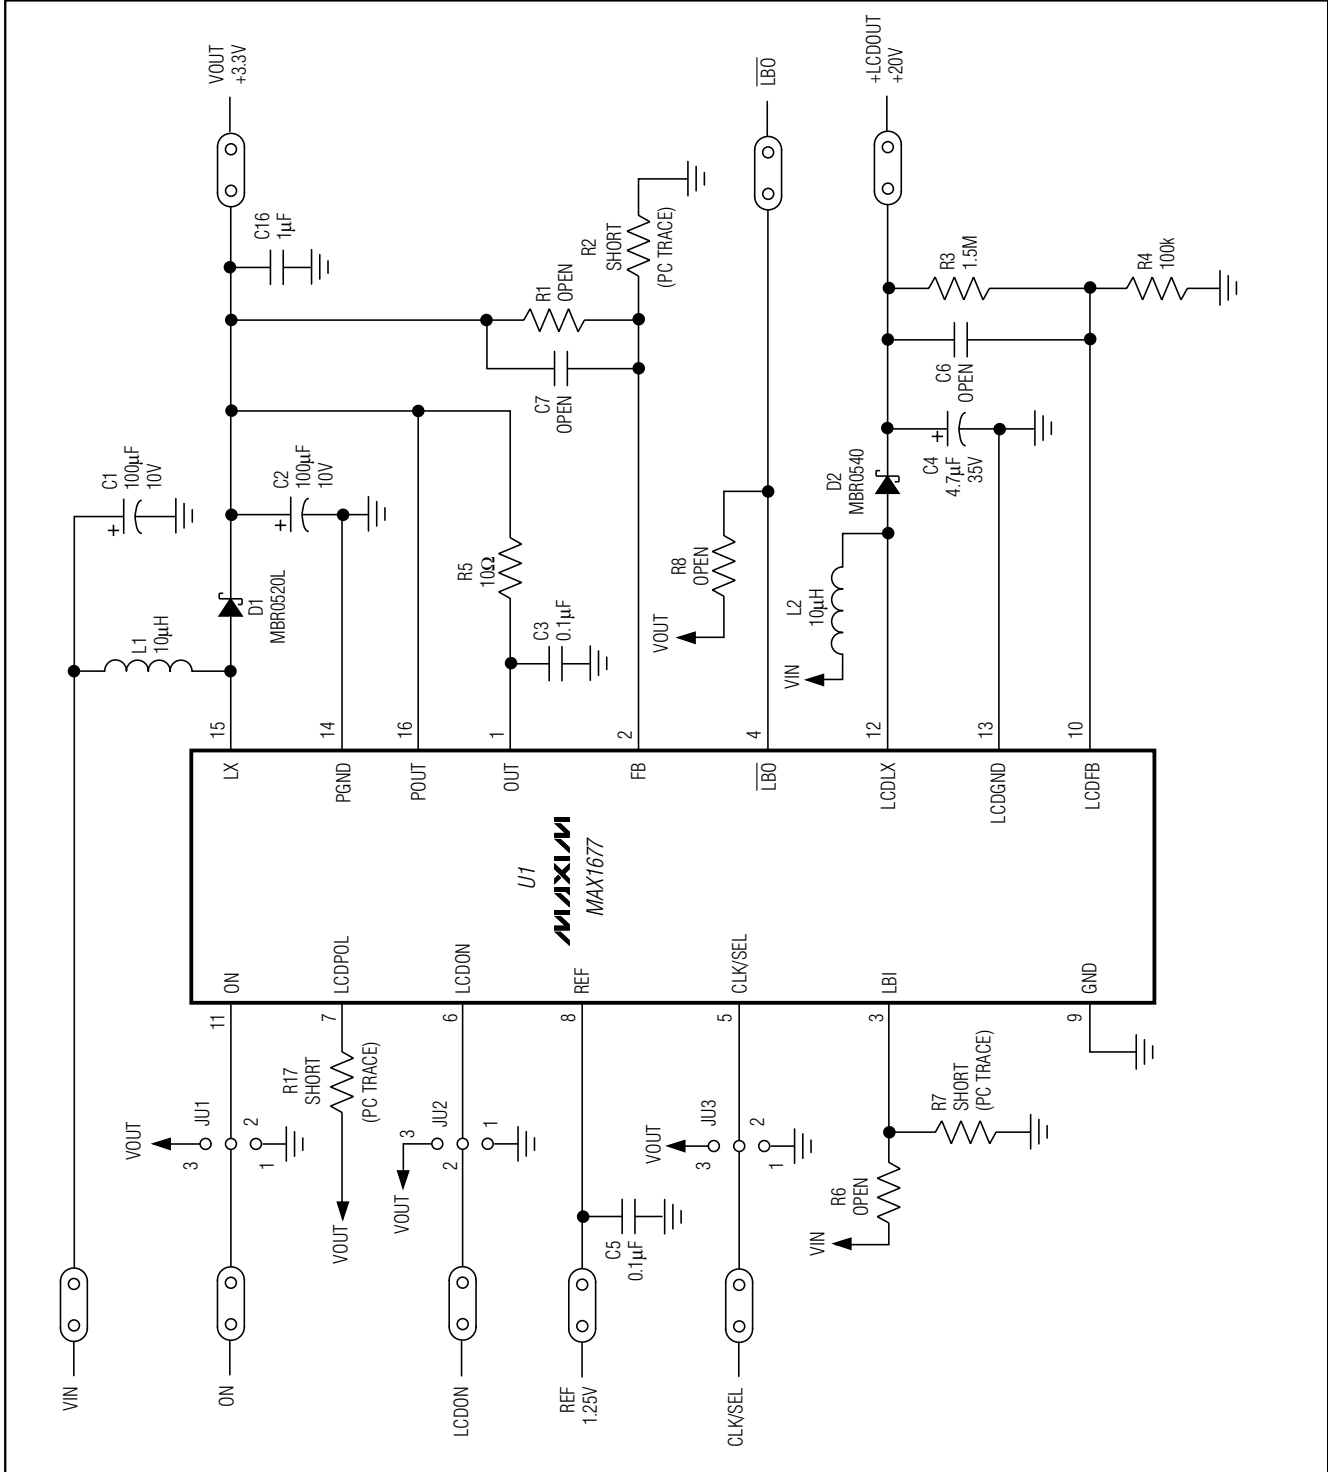 VIN
L1
10µH
C1
100µF
10V
VOUT
+3.3V
ON
VOUT
3
JU1
2
1
11
ON
LX
15
D1
MBR0520L
C2
100µF
10V
C16
1µF
VOUT
R17
SHORT
(PC TRACE)
7
LCDPOL
PGND
14
POUT
16
LCDON
VOUT
3
JU2
2
1
6
LCDON
OUT
1
R5
10Ω
C3
0.1µF
C7
OPEN
R1
OPEN
R2
SHORT
(PC TRACE)
REF
1.25V
C5
0.1µF
8
REF
U1
MAXIM
MAX1677
FB
2
CLK/SEL
VOUT
3
JU3
2
1
5
CLK/SEL
LBO
4
VOUT
R8
OPEN
LBO
VIN
R6
OPEN
R7
SHORT
(PC TRACE)
3
LBI
LCDLX
12
VIN
L2
10µH
D2
MBR0540
+LCDOUT
+20V
LCDGND
13
C4
4.7µF
35V
C6
OPEN
R3
1.5M
9
GND
LCDFB
10
R4
100k